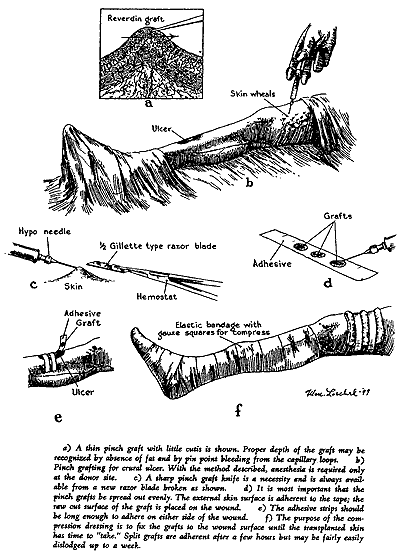 Reverdin graft
a
Skin wheals
Ulcer
b
Hypo needle
½ Gillette type razor blade
c
Skin
Hemostat
Grafts
Adhesive
d
Adhesive
Graft
Ulcer
e
Elastic bandage with
gauze squares for compress
f
a) A thin pinch graft with little cutis is shown. Proper depth of the graft may be
recognized by absence of fat and by pin point bleeding from the capillary loops. b)
Pinch grafting for crural ulcer. With the method described, anesthesia is required only
at the donor site. c) A sharp pinch graft knife is a necessity and is always avail-
able from a new razor blade broken as shown. d) It is most important that the
pinch grafts be spread out evenly. The external skin surface is adherent to the tape; the
raw cut surface of the graft is placed on the wound. e) The adhesive strips should
be long enough to adhere on either side of the wound. f) The purpose of the com-
pression dressing is to fix the grafts to the wound surface until the transplanted skin
has time to "take." Split grafts are adherent after a few hours but may be fairly easily
dislodged up to a week.